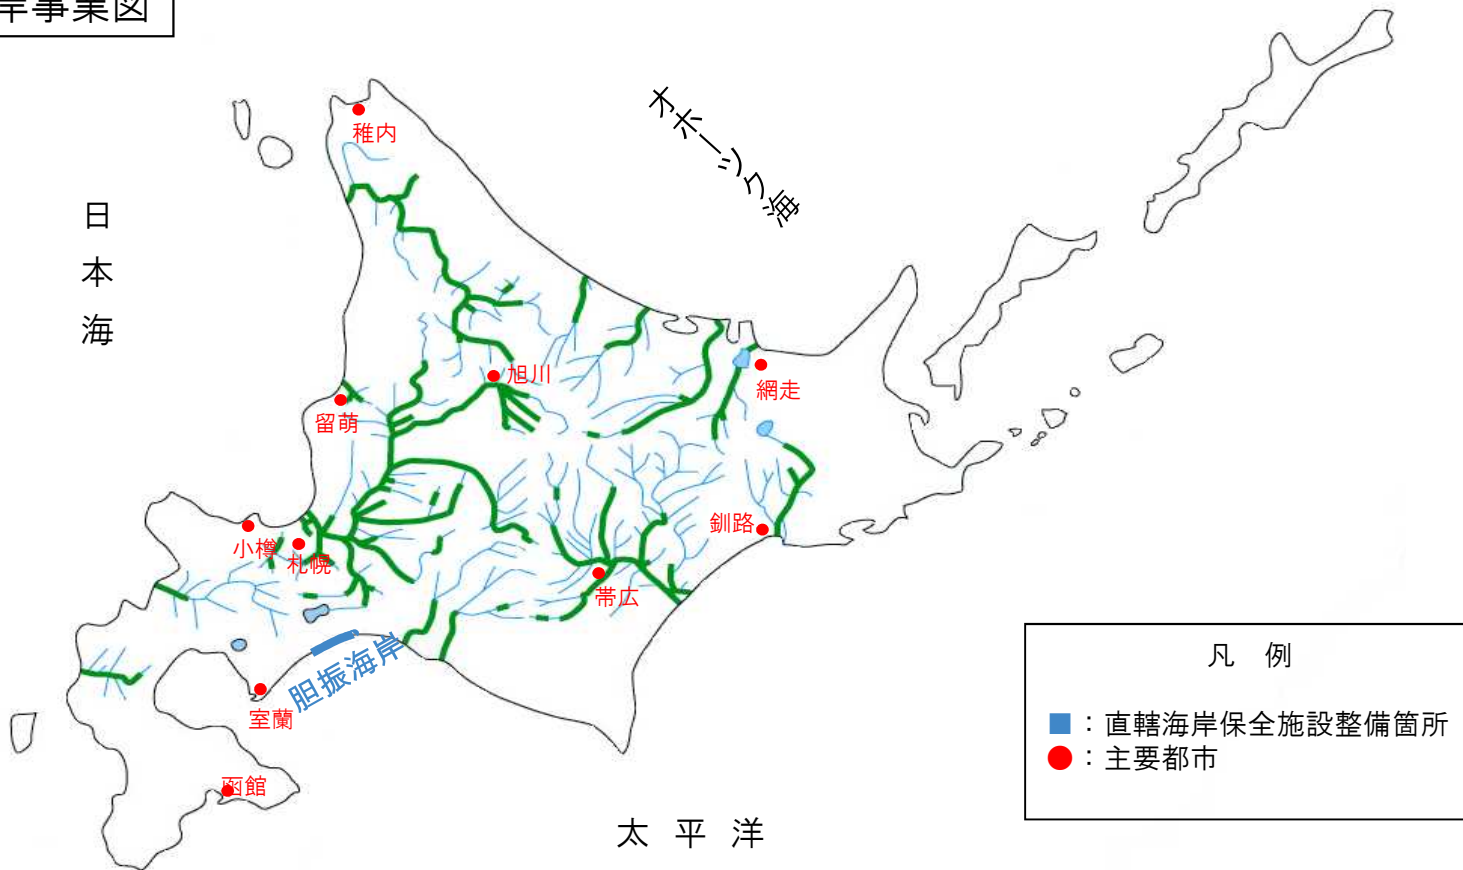 岸事業図
オホーツク海
日本海
稚内
旭川
網走
留萌
釧路
小樽
札幌
帯広
胆振海岸
室蘭
函館
太平洋
凡 例
■：直轄海岸保全施設整備箇所
●：主要都市